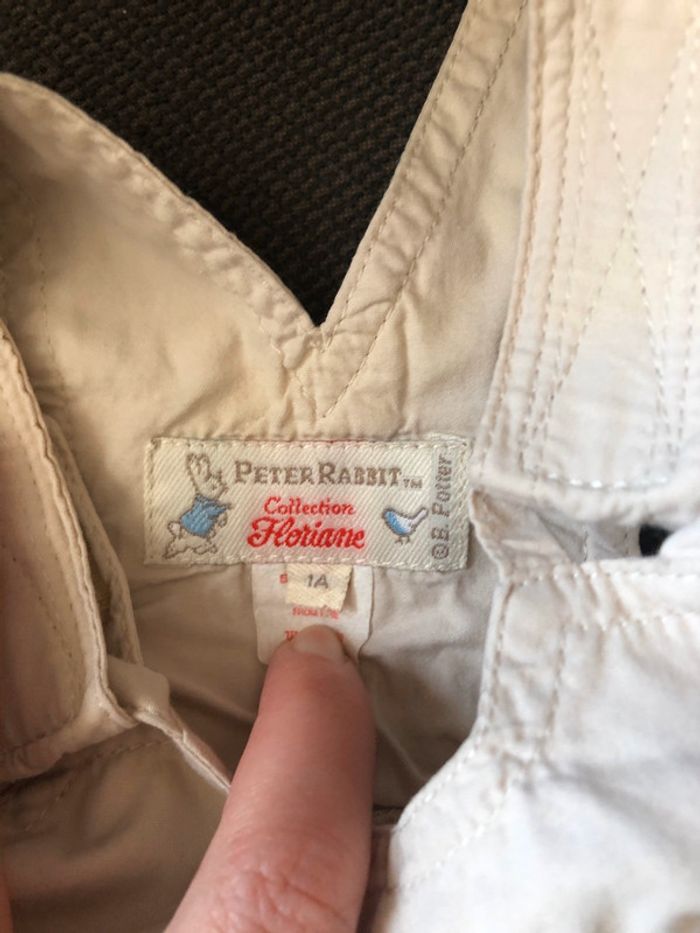 PETER RABBIT™
Collection
Floriane
© B. Potter
1A